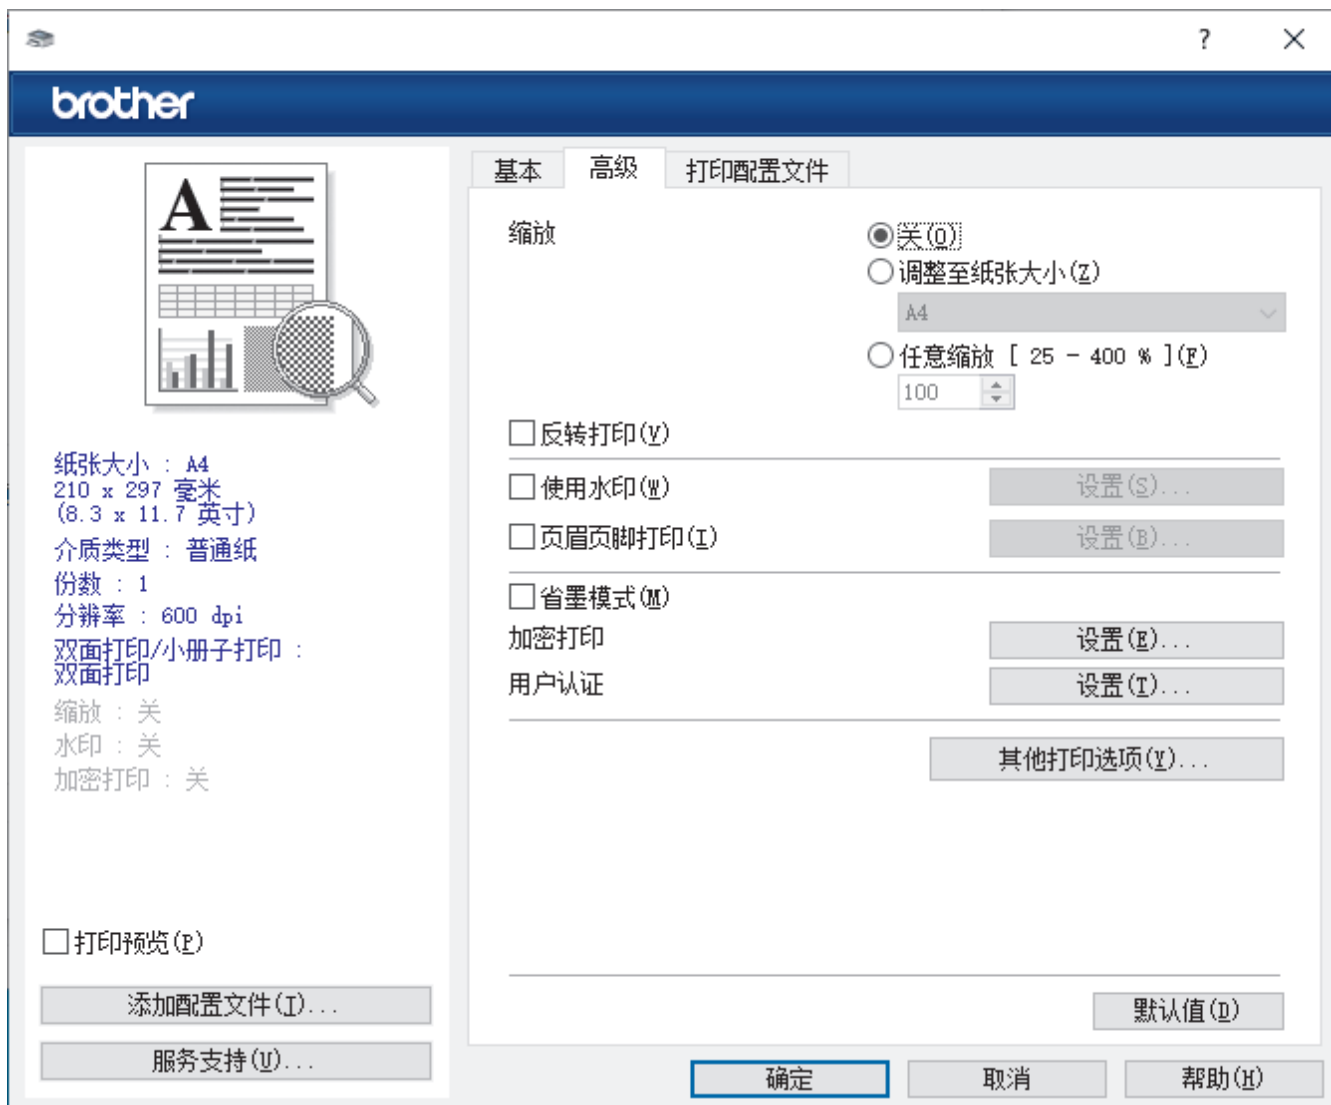 ?
brother
A
纸张大小 : A4
210 x 297 毫米
(8.3 x 11.7 英寸)
介质类型 : 普通纸
份数 : 1
分辨率 : 600 dpi
双面打印/小册子打印 :
双面打印
缩放 : 关
水印 : 关
加密打印 : 关
打印预览(P)
添加配置文件(I)...
服务支持(U)...
基本 高级 打印配置文件
缩放
关(O)
调整至纸张大小(Z)
A4
任意缩放 [ 25 - 400 % ](F)
100
反转打印(V)
使用水印(W) 设置(S)...
页眉页脚打印(I) 设置(B)...
省墨模式(M)
加密打印 设置(E)...
用户认证 设置(T)...
其他打印选项(Y)...
默认值(D)
确定 取消 帮助(H)